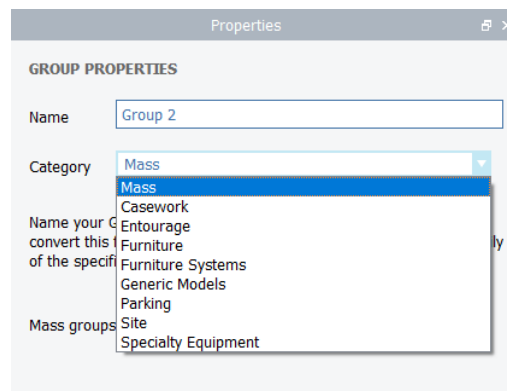 Properties
GROUP PROPERTIES
Name Group 2
Category Mass
Mass
Casework
Entourage
Furniture
Furniture Systems
Generic Models
Parking
Site
Specialty Equipment
Name your
convert this ly
of the specifi
Mass groups